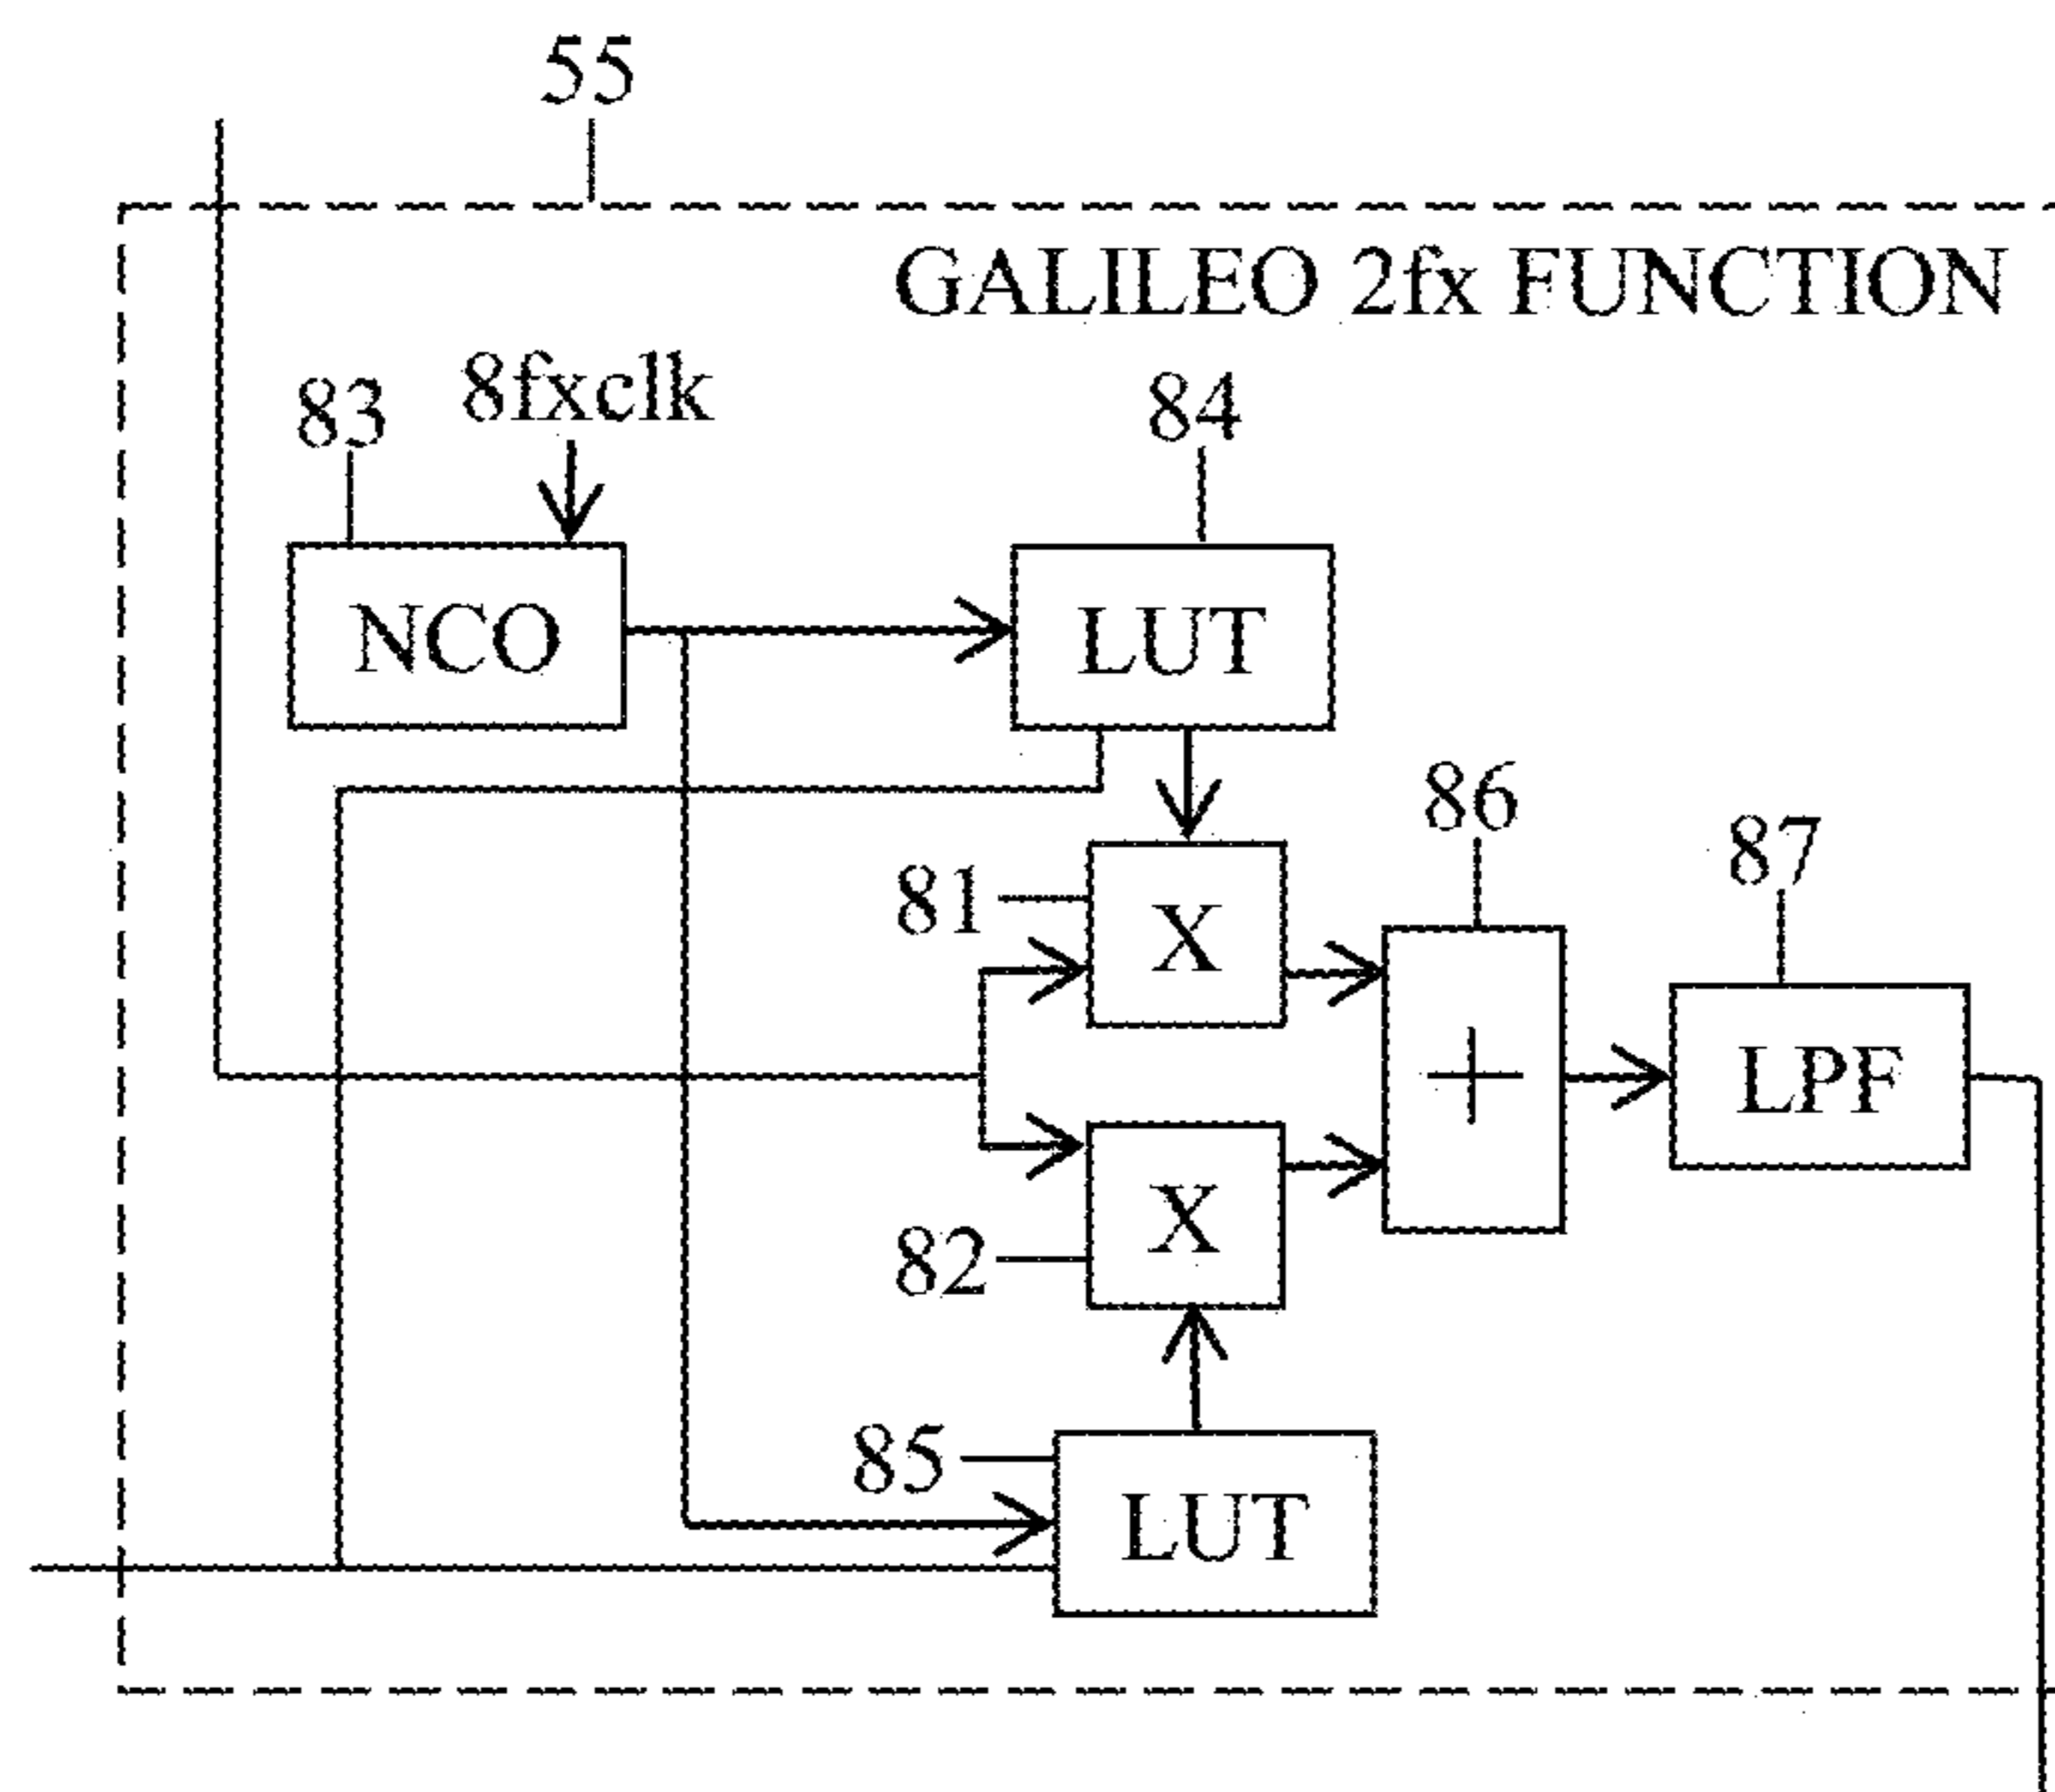 55
GALILEO 2fx FUNCTION
83
8fxclk
84
NCO
LUT
86
87
81
X
+
LPF
X
82
85
LUT